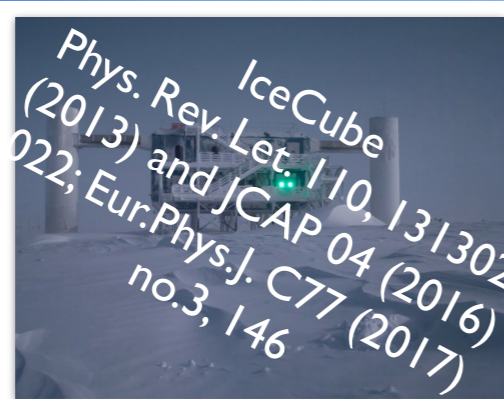 IceCube
Phys. Rev. Let. 110, 131302
(2013) and JCAP 04 (2016)
022; Eur.Phys.J. C77 (2017)
no.3, 146